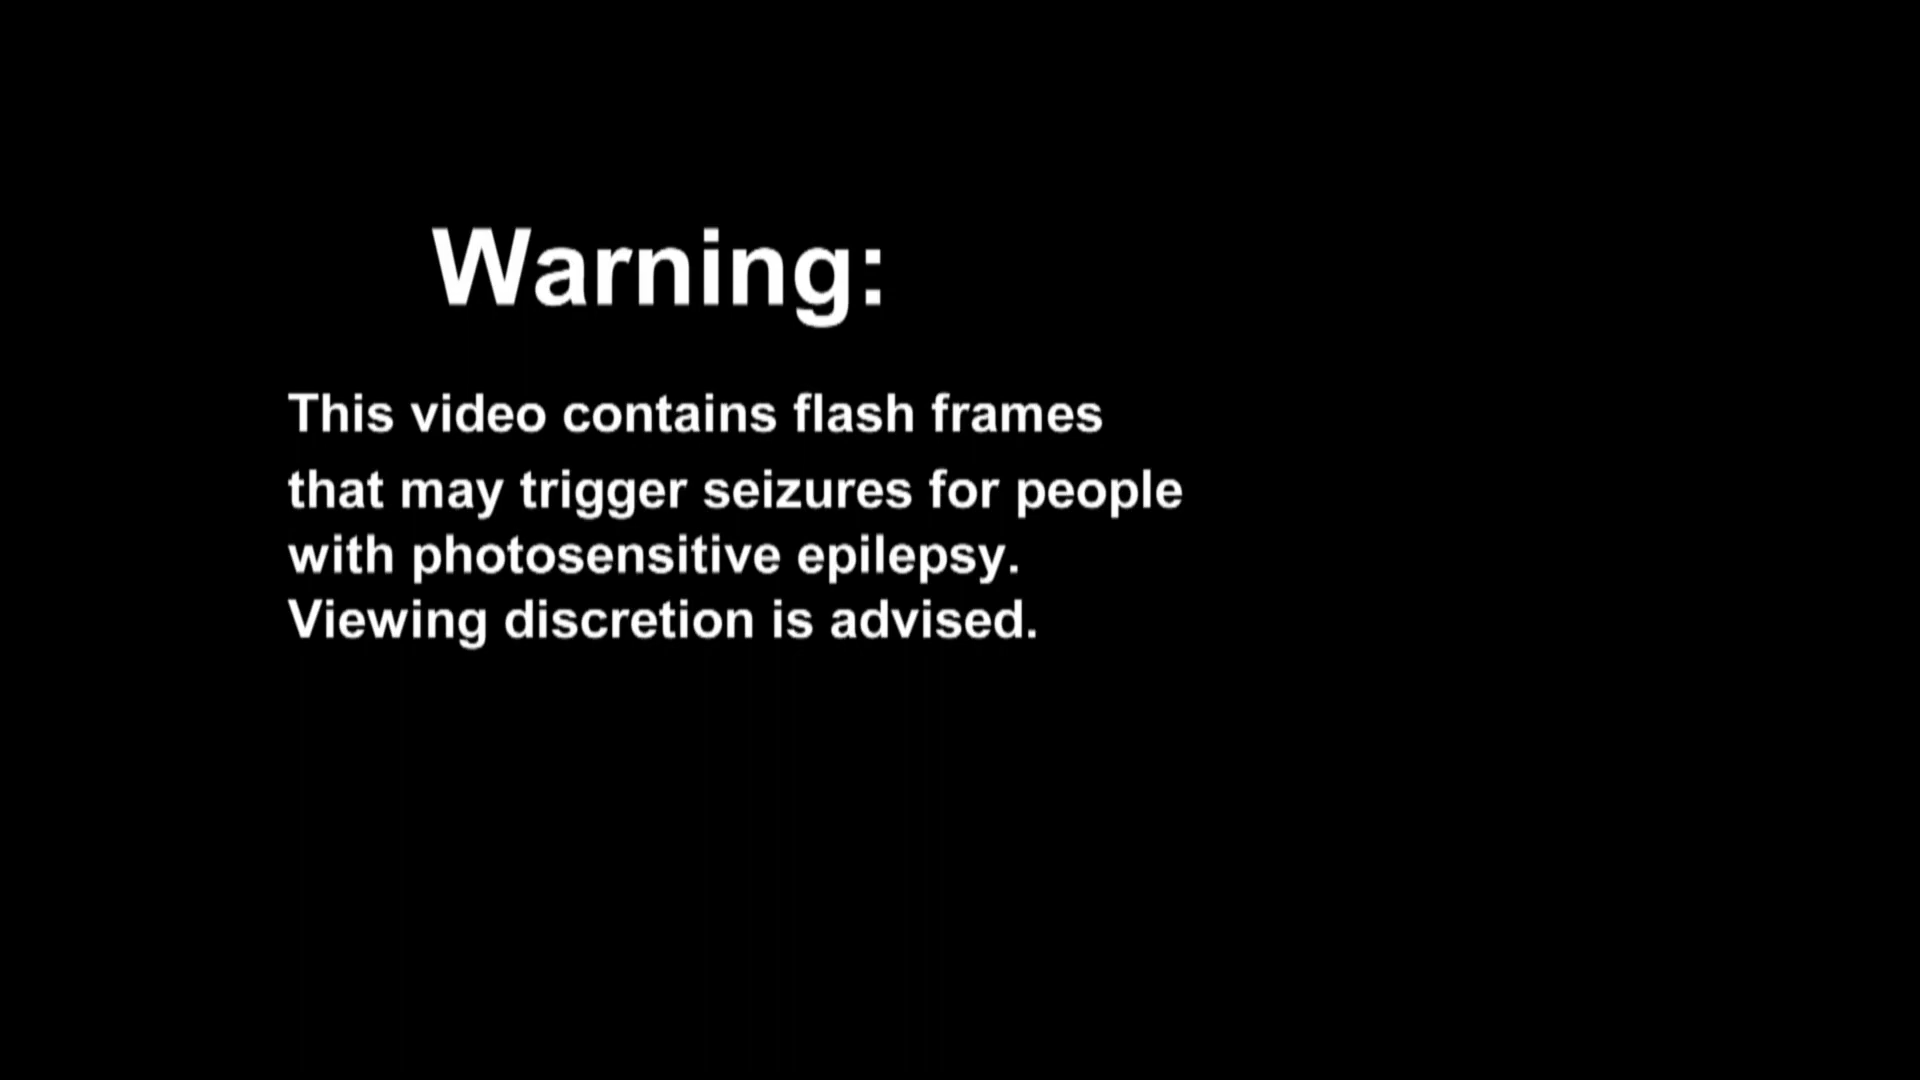 Warning:
This video contains flash frames
that may trigger seizures for people
with photosensitive epilepsy.
Viewing discretion is advised.